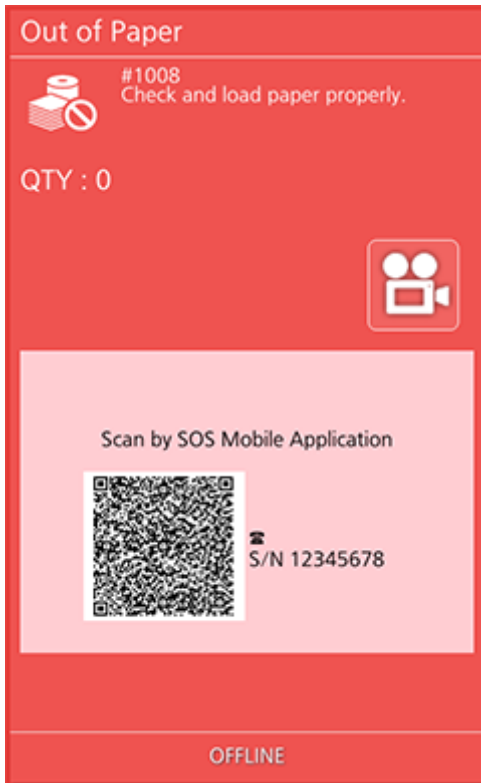 Out of Paper
#1008
Check and load paper properly.
QTY : 0
Scan by SOS Mobile Application
☎
S/N 12345678
OFFLINE